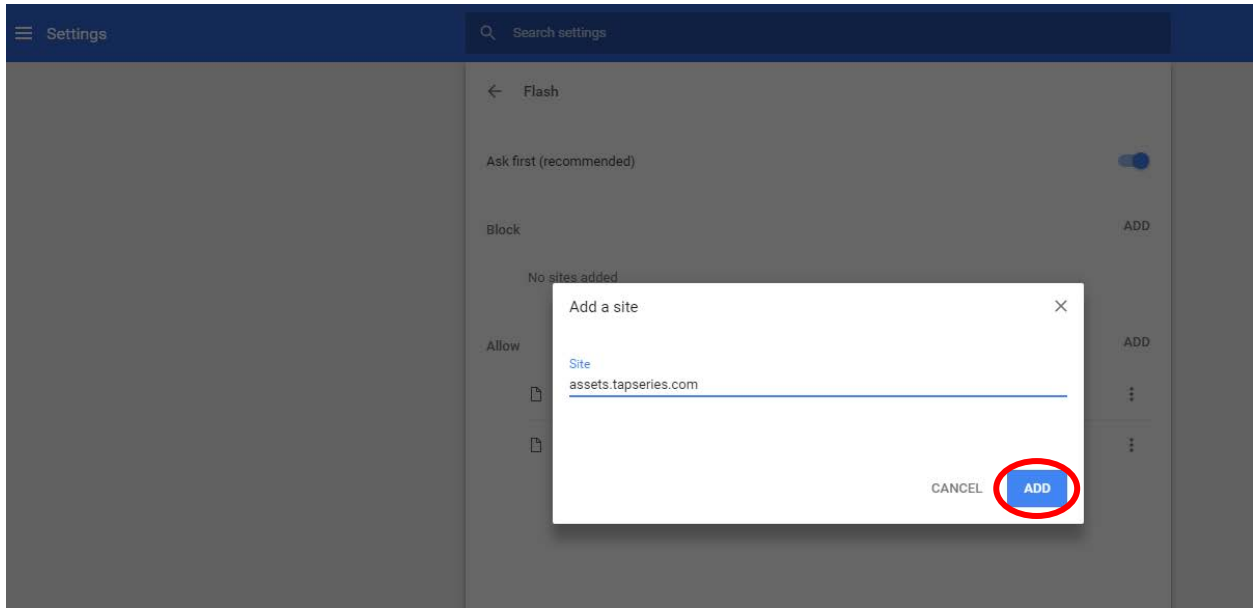 Settings
Search settings
Flash
Ask first (recommended)
Block
ADD
No sites added
Add a site
Allow
ADD
Site
assets.tapseries.com
CANCEL
ADD